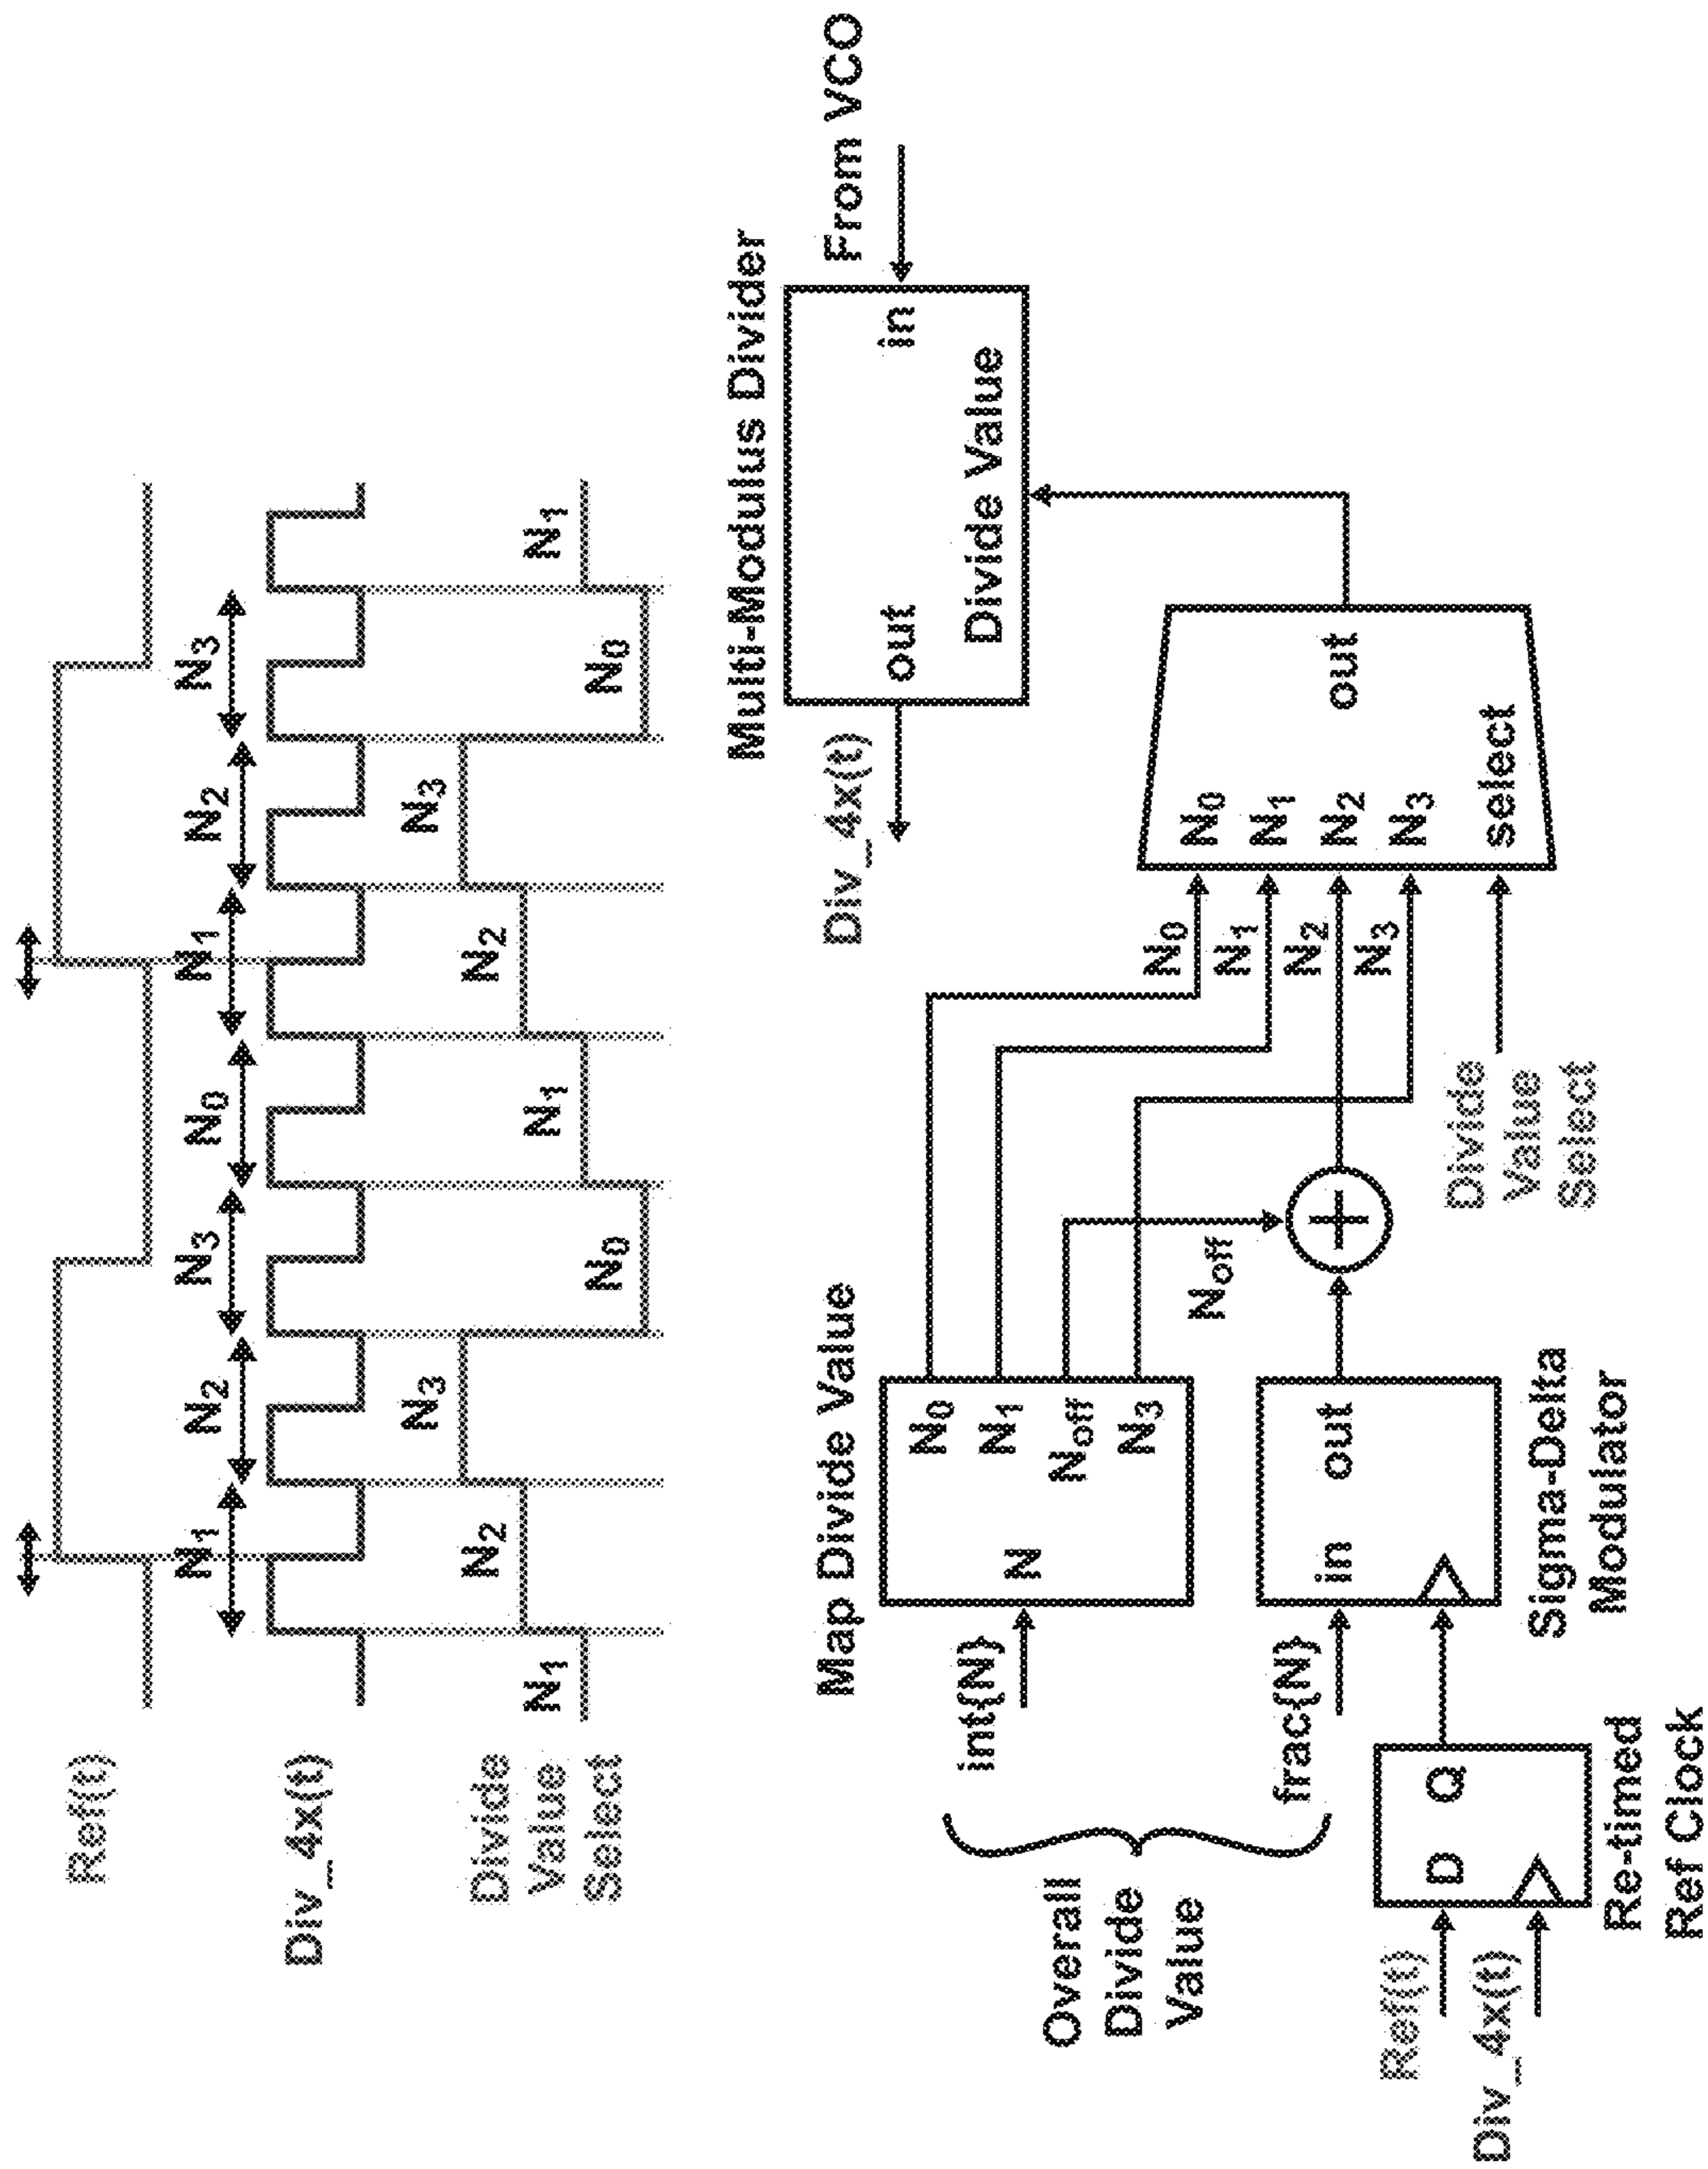 Ref(t)
N1 N2 N3 N0 N1 N2 N3
Div_4x(t)
Divide
Value
Select
N1 N2 N3 N0 N1 N2 N3 N0 N1
Multi-Modulus Divider
Div_4x(t)
out in
Divide Value
From VCO
Map Divide Value
int{N}
N
N0
N1
Noff
N3
Overall
Divide
Value
frac{N}
in out
Sigma-Delta
Modulator
Noff
+
N0
N1
N2
N3
N0
N1
N2
N3
out
select
Divide
Value
Select
Ref(t)
Div_4x(t)
D Q
Re-timed
Ref Clock